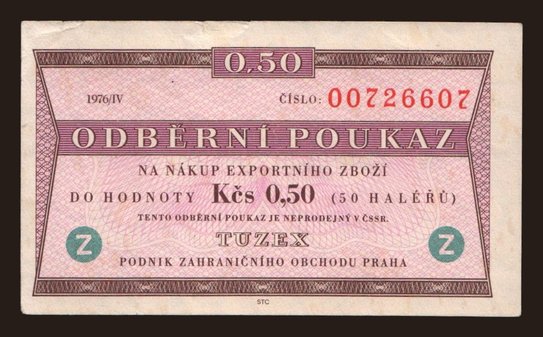 0,50
1976/IV ČÍSLO: 00726607
ODBĚRNÍ POUKAZ
NA NÁKUP EXPORTNÍHO ZBOŽÍ
DO HODNOTY Kčs 0,50 (50 HALÉŘŮ)
TENTO ODBĚRNÍ POUKAZ JE NEPRODEJNÝ V ČSSR.
Z TUZEX Z
PODNIK ZAHRANIČNÍHO OBCHODU PRAHA
STC